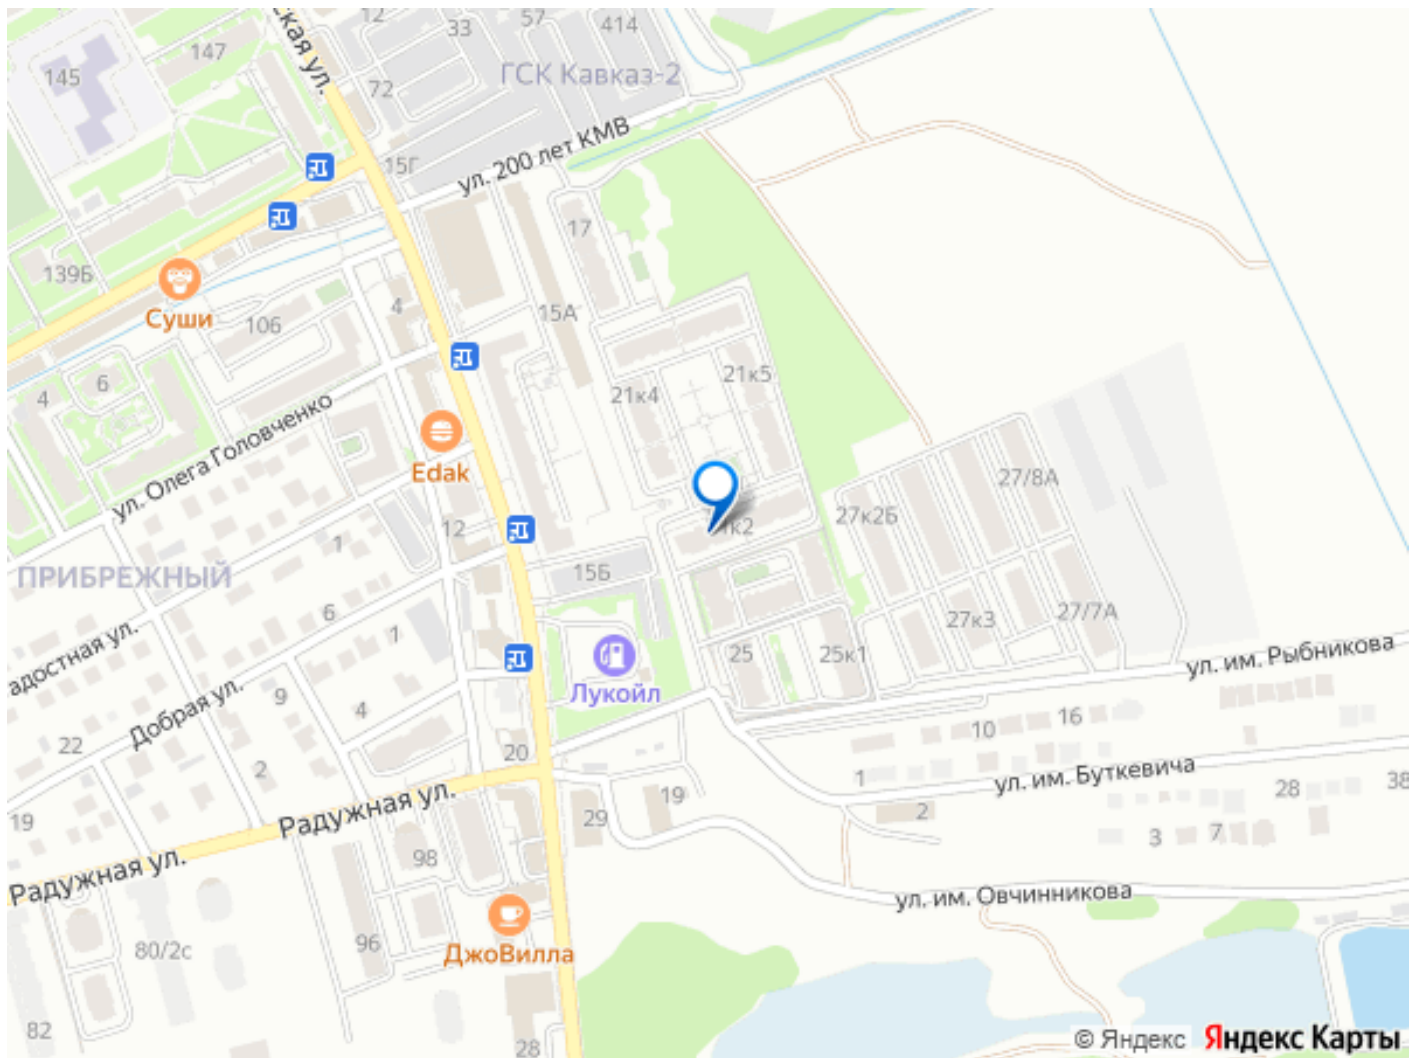 12
33
57
414
147
ская ул.
145
72
ГСК Кавказ-2
15Г
ул. 200 лет КМВ
17
139Б
Суши
106
4
15А
21к4
21к5
4
6
ул. Олега Головченко
Edak
12
1
27/8А
27к2Б
к2
ПРИБРЕЖНЫЙ
15Б
6
1
27к3
27/7А
адостная ул.
Добрая ул.
9
4
22
2
19
Лукойл
25
25к1
ул. им. Рыбникова
10
16
20
1
ул. им. Буткевича
28
38
Радужная ул.
Радужная ул.
29
19
2
3
7
98
ул. им. Овчинникова
96
80/2с
ДжоВилла
82
28
© Яндекс
Яндекс Карты